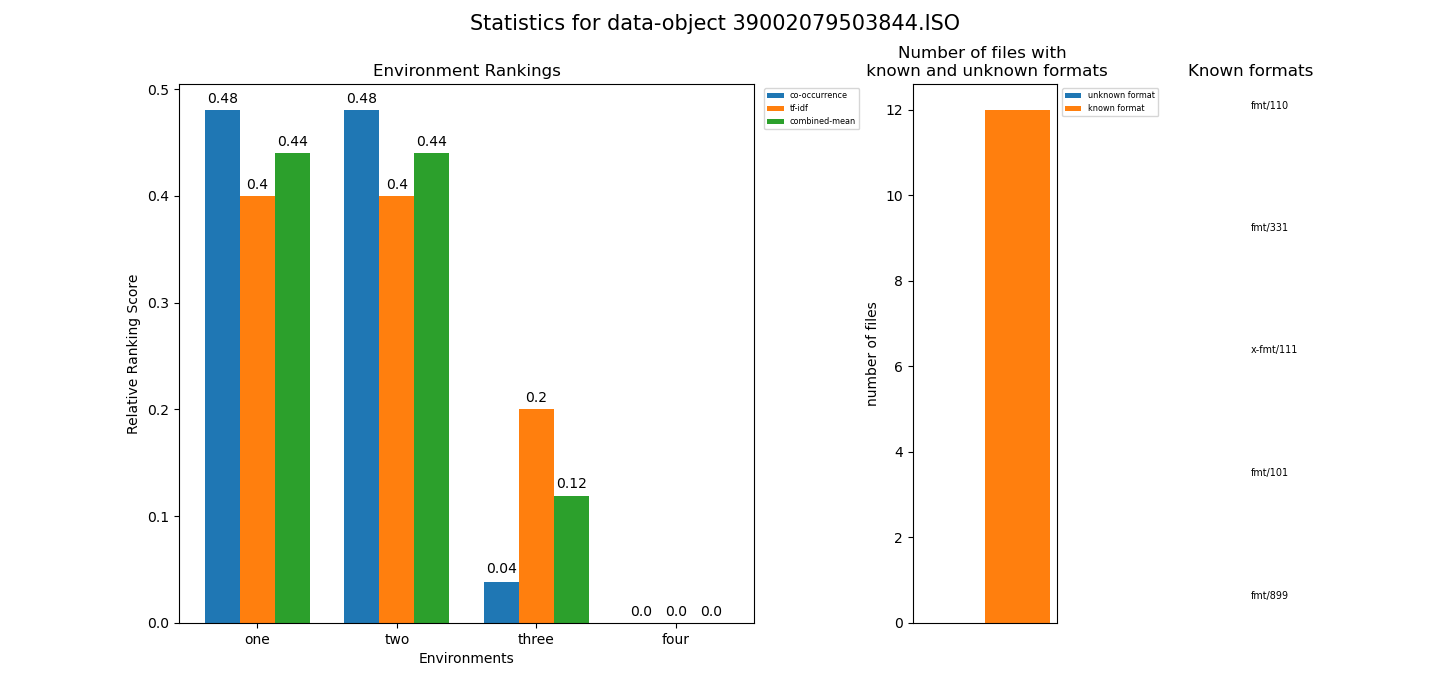 Statistics for data-object 39002079503844.ISO
Environment Rankings
0.5
0.4
0.3
0.2
0.1
0.0
Relative Ranking Score
0.48
0.4
0.44
0.48
0.4
0.44
0.04
0.2
0.12
0.0
0.0
0.0
one
two
three
four
Environments
co-occurrence
tf-idf
combined-mean
Number of files with
known and unknown formats
12
10
8
6
4
2
0
number of files
unknown format
known format
Known formats
fmt/110
fmt/331
x-fmt/111
fmt/101
fmt/899